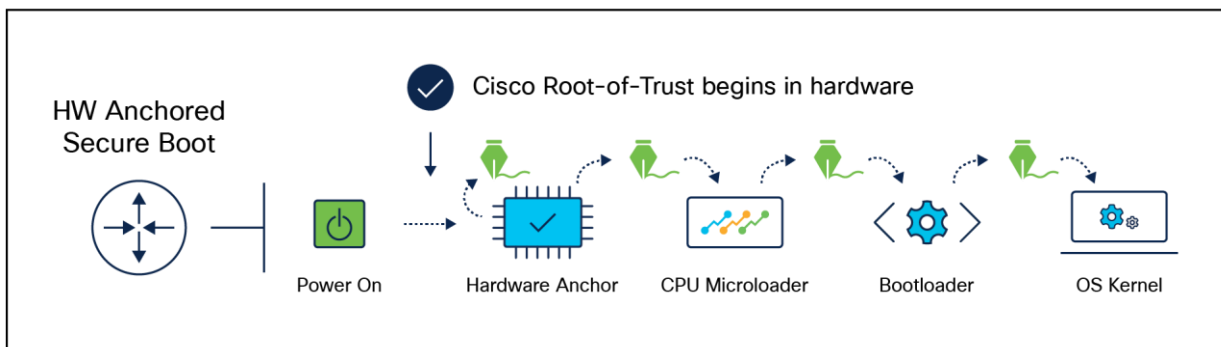 Cisco Root-of-Trust begins in hardware
HW Anchored
Secure Boot
Power On
Hardware Anchor
CPU Microloader
Bootloader
OS Kernel